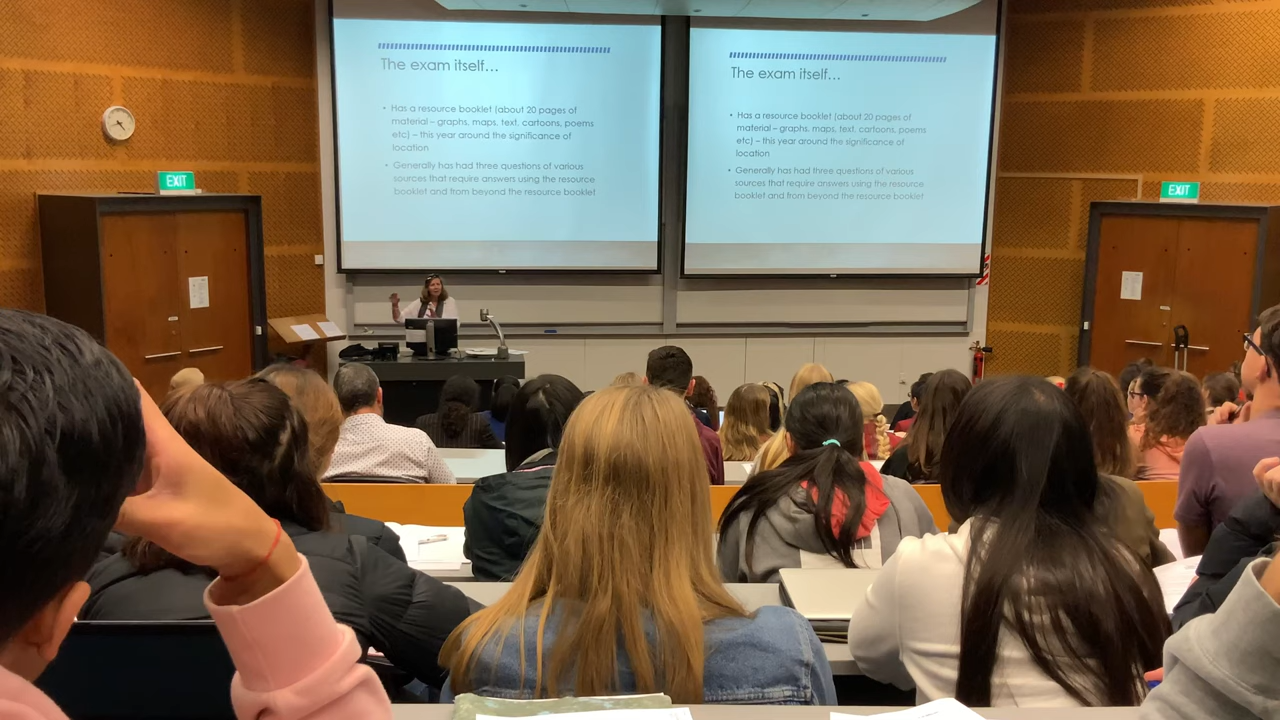 The exam itself...
• Has a resource booklet (about 20 pages of
material – graphs, maps, text, cartoons, poems
etc) – this year around the significance of
location
• Generally has had three questions of various
sources that require answers using the resource
booklet and from beyond the resource booklet
The exam itself...
• Has a resource booklet (about 20 pages of
material – graphs, maps, text, cartoons, poems
etc) – this year around the significance of
location
• Generally has had three questions of various
sources that require answers using the resource
booklet and from beyond the resource booklet
EXIT
EXIT